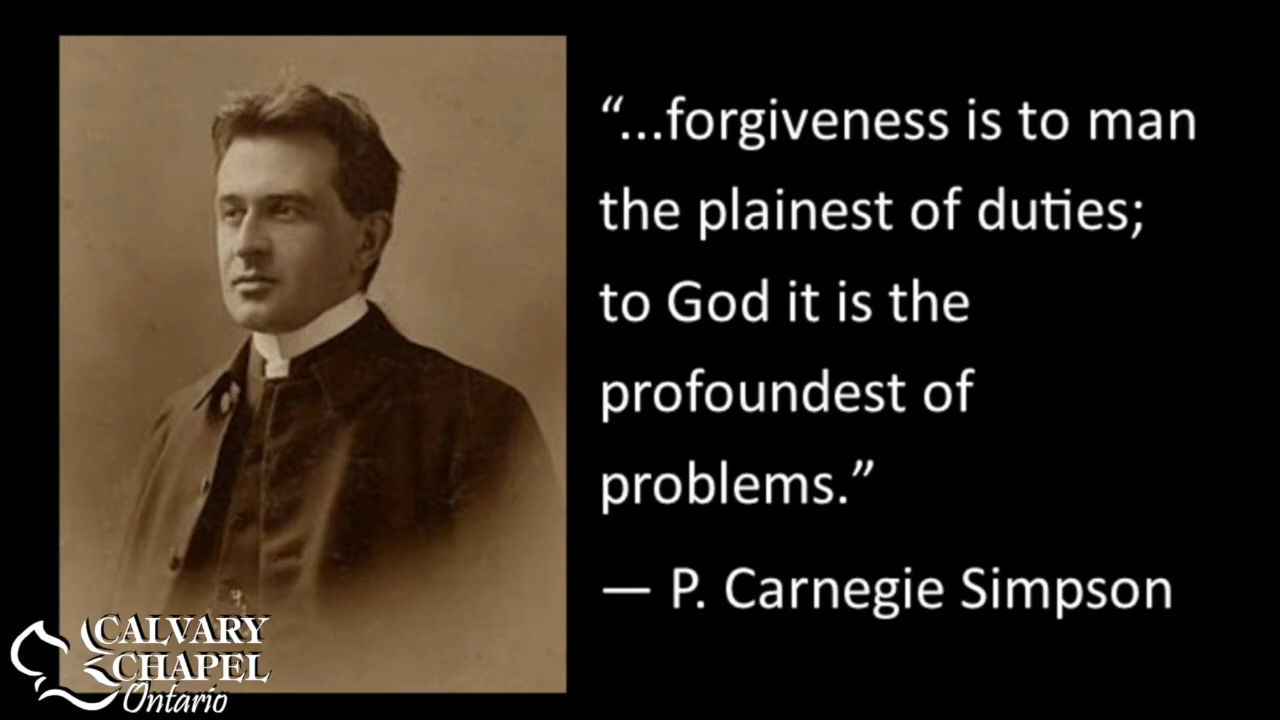 “...forgiveness is to man
the plainest of duties;
to God it is the
profoundest of
problems.”
— P. Carnegie Simpson
CALVARY
CHAPEL
Ontario